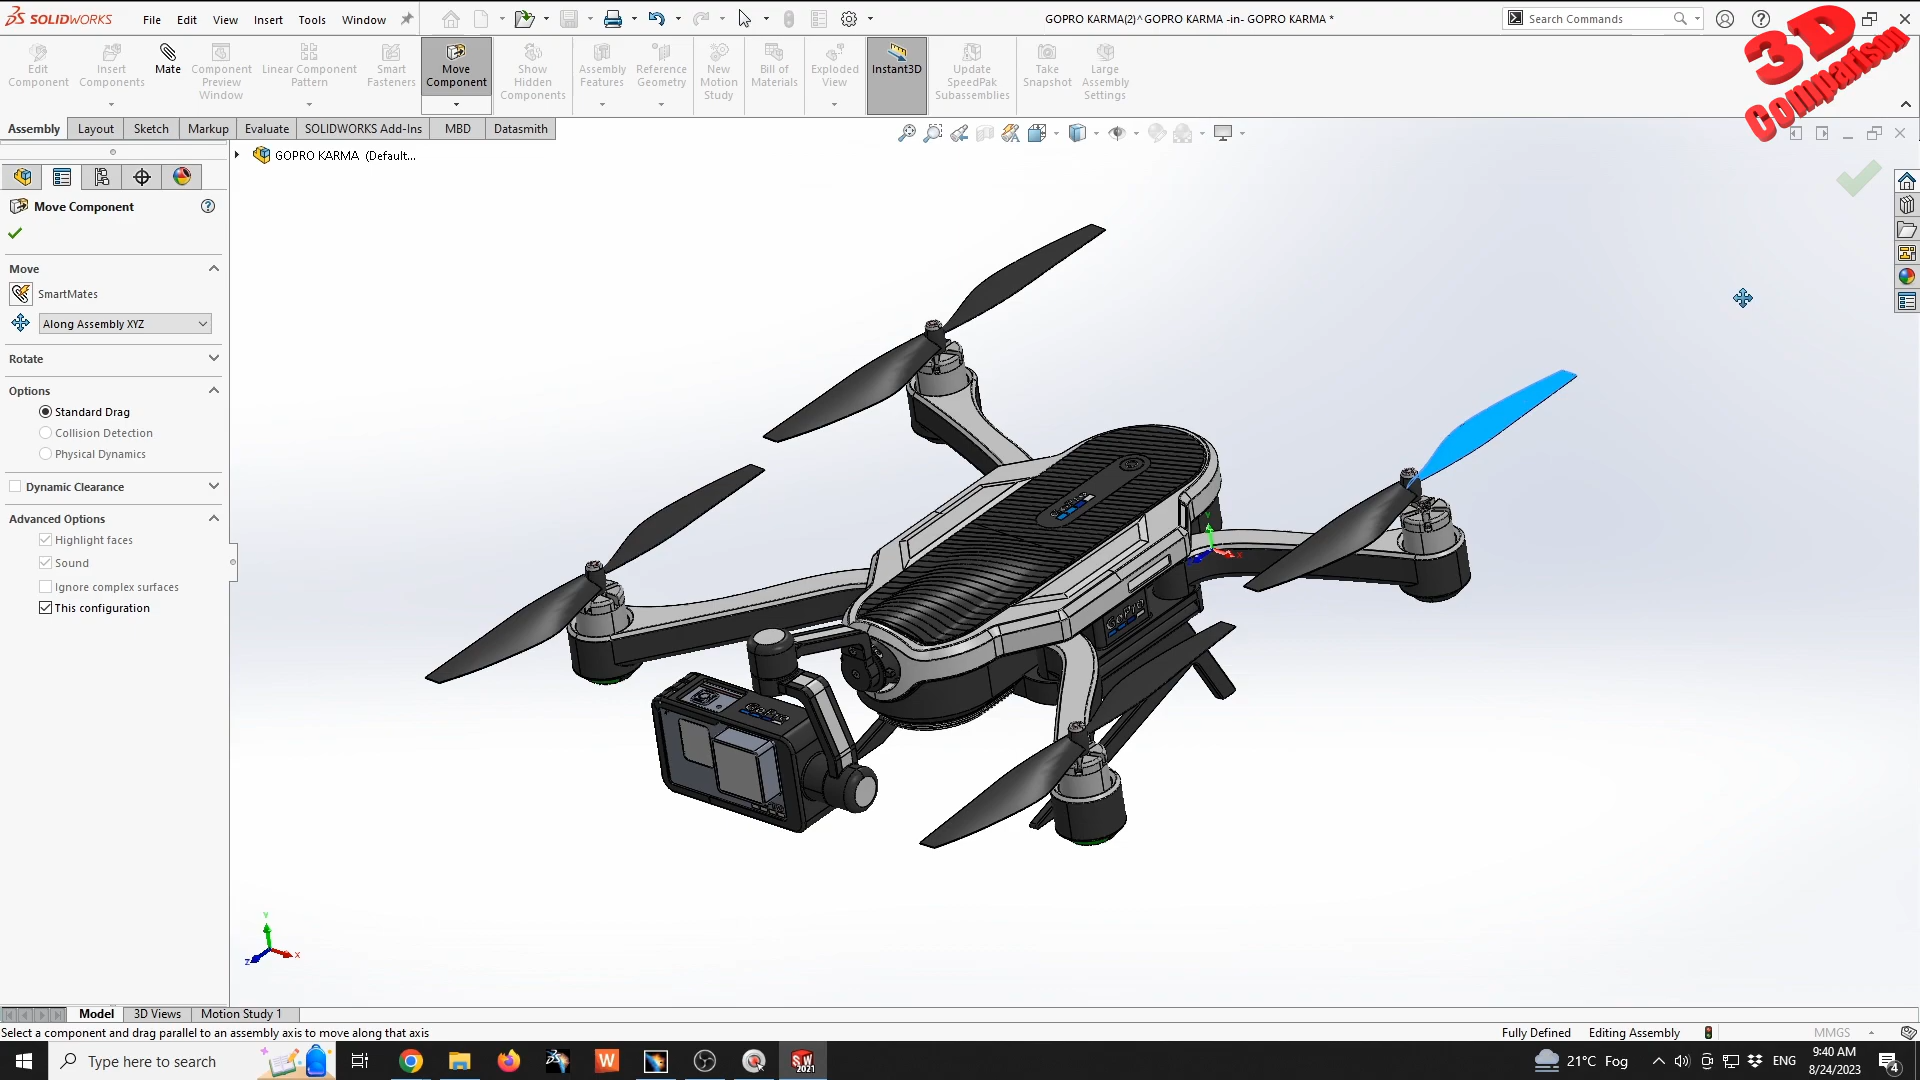 SOLIDWORKS
File Edit View Insert Tools Window
GOPRO KARMA(2)^GOPRO KARMA -in- GOPRO KARMA *
Search Commands
3D
Comparison
Edit
Component
Insert
Components
Mate
Component
Preview
Window
Linear Component
Pattern
Smart
Fasteners
Move
Component
Show
Hidden
Components
Assembly
Features
Reference
Geometry
New
Motion
Study
Bill of
Materials
Exploded
View
Instant3D
Update
SpeedPak
Subassemblies
Take
Snapshot
Large
Assembly
Settings
Assembly Layout Sketch Markup Evaluate SOLIDWORKS Add-Ins MBD Datasmith
GOPRO KARMA (Default...
Move Component
Move
SmartMates
Along Assembly XYZ
Rotate
Options
Standard Drag
Collision Detection
Physical Dynamics
Dynamic Clearance
Advanced Options
Highlight faces
Sound
Ignore complex surfaces
This configuration
GoPro
GoPro
GoPro
Y
X
Y
Z
X
Model 3D Views Motion Study 1
Select a component and drag parallel to an assembly axis to move along that axis
Fully Defined Editing Assembly MMGS
Type here to search
W
SW
2021
21°C Fog
ENG
9:40 AM
8/24/2023
4